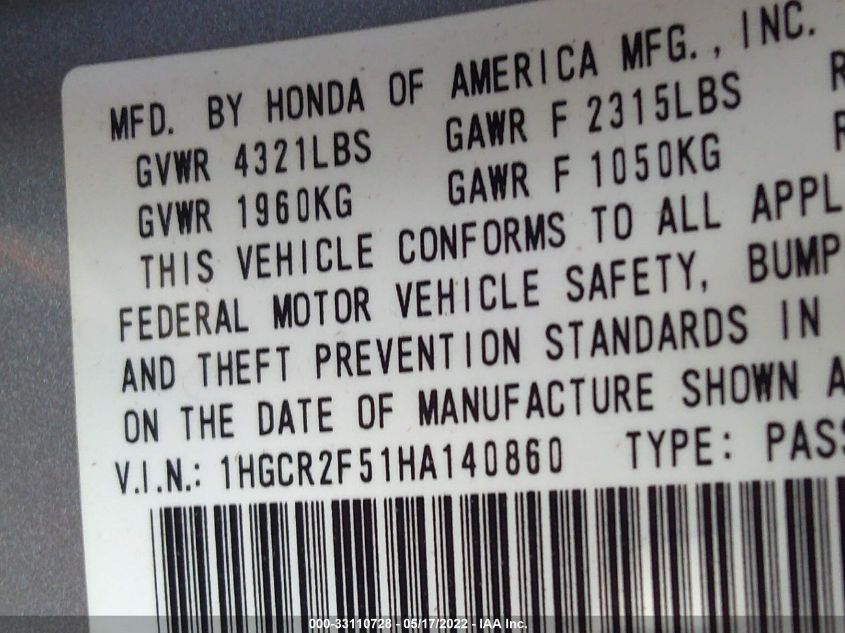 MFD. BY HONDA OF AMERICA MFG., INC.
GVWR 4321LBS GAWR F 2315LBS R
GVWR 1960KG GAWR F 1050KG R
THIS VEHICLE CONFORMS TO ALL APPL
FEDERAL MOTOR VEHICLE SAFETY, BUMP
AND THEFT PREVENTION STANDARDS IN
ON THE DATE OF MANUFACTURE SHOWN A
V.I.N.: 1HGCR2F51HA140860 TYPE: PASS
000-33110728 - 05/17/2022 - IAA Inc.